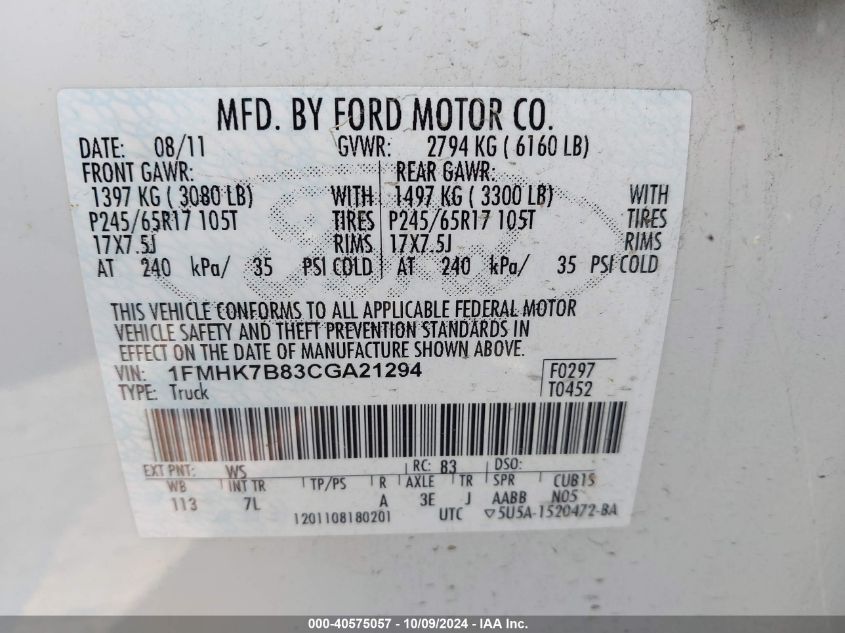 MFD. BY FORD MOTOR CO.
DATE: 08/11 GVWR: 2794 KG ( 6160 LB)
FRONT GAWR: REAR GAWR:
1397 KG ( 3080 LB) WITH 1497 KG ( 3300 LB) WITH
P245/65R17 105T TIRES P245/65R17 105T TIRES
17X7.5J RIMS 17X7.5J RIMS
AT 240 kPa/ 35 PSI COLD AT 240 kPa/ 35 PSI COLD
THIS VEHICLE CONFORMS TO ALL APPLICABLE FEDERAL MOTOR
VEHICLE SAFETY AND THEFT PREVENTION STANDARDS IN
EFFECT ON THE DATE OF MANUFACTURE SHOWN ABOVE.
VIN: 1FMHK7B83CGA21294 F0297
TYPE: Truck T0452
EXT PNT: WS RC: 83 DSO:
WB INT TR TP/PS R AXLE TR SPR CUB15
113 7L A 3E J AABB N05
1201108180201 UTC ▽5U5A-1520472-BA
000-40575057 - 10/09/2024 - IAA Inc.